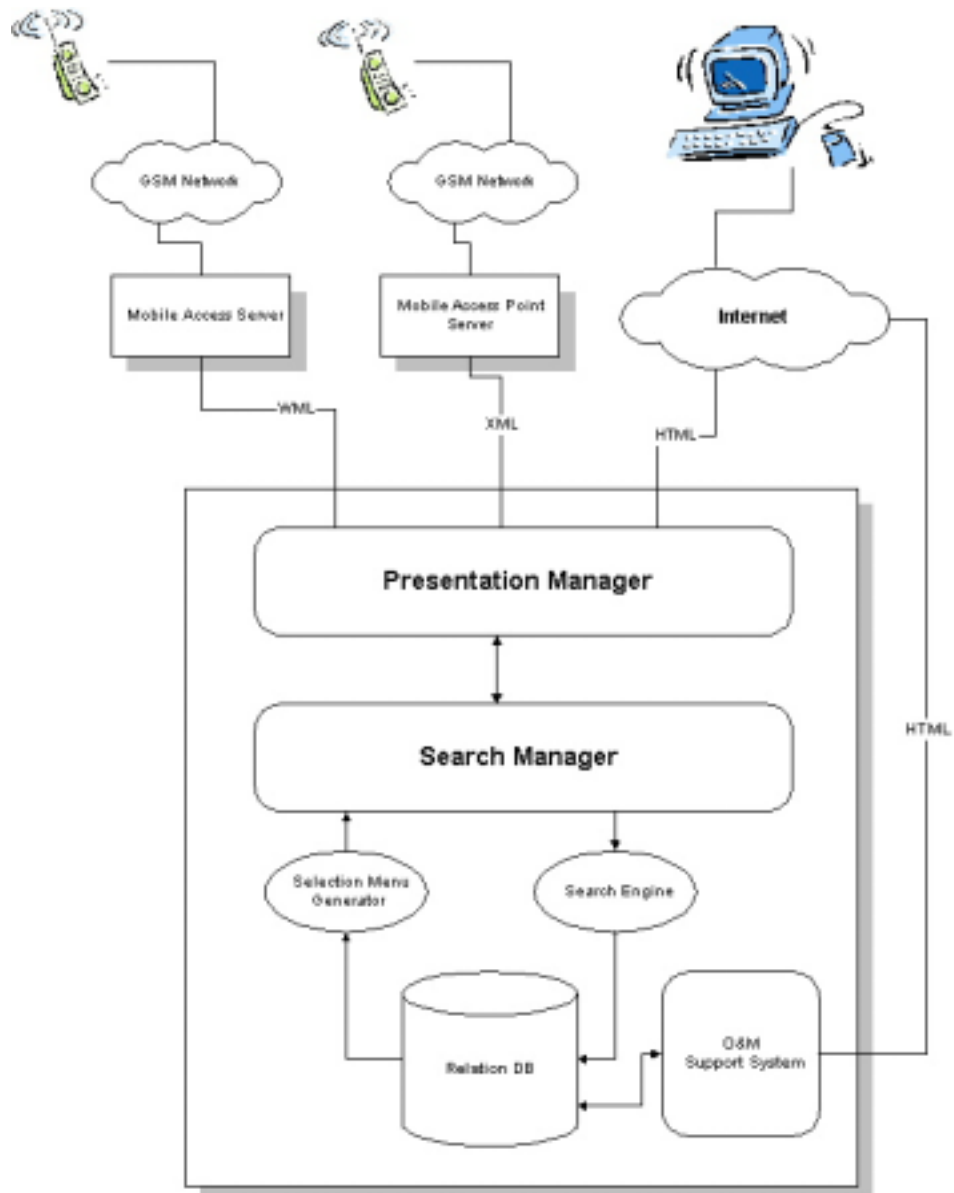 GSM Network
GSM Network
Mobile Access Server
Mobile Access Point
Server
Internet
WML
XML
HTML
Presentation Manager
Search Manager
HTML
Selection Menu
Generator
Search Engine
Relation DB
O&M
Support System